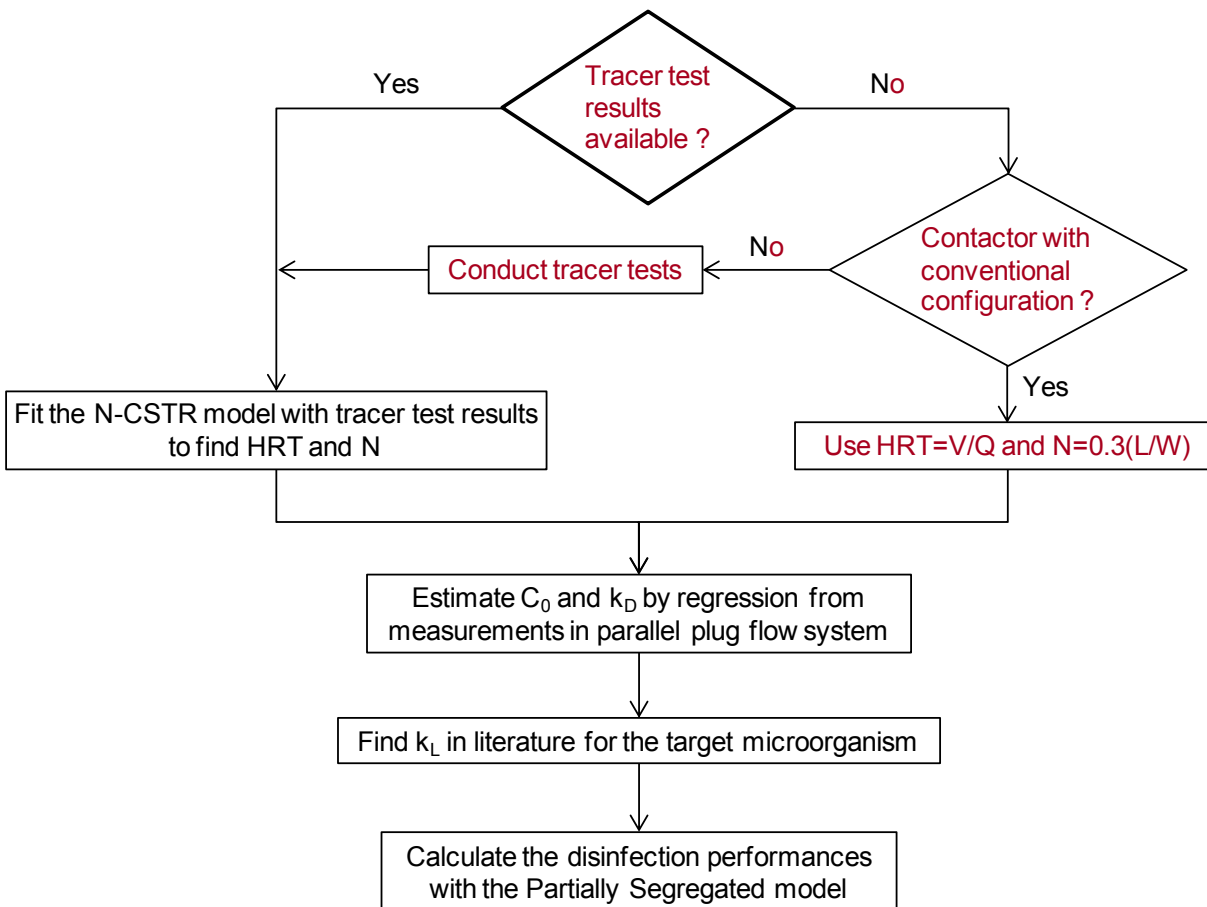 Yes
Tracer test
results
available ?
No
Contactor with
conventional
configuration ?
No
Conduct tracer tests
Yes
Fit the N-CSTR model with tracer test results
to find HRT and N
Use HRT=V/Q and N=0.3(L/W)
Estimate C₀ and k_D by regression from
measurements in parallel plug flow system
Find k_L in literature for the target microorganism
Calculate the disinfection performances
with the Partially Segregated model